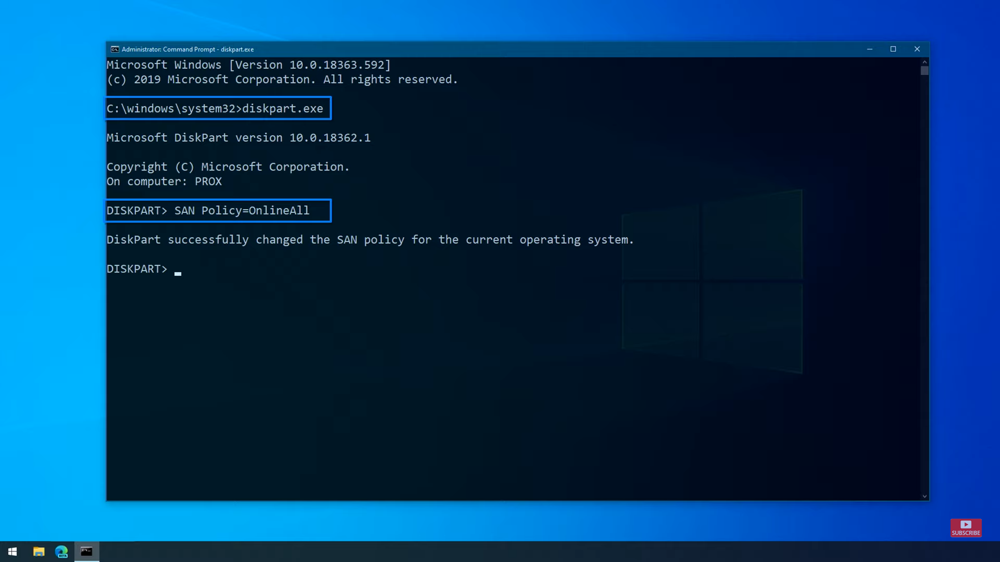 Administrator: Command Prompt - diskpart.exe
Microsoft Windows [Version 10.0.18363.592]
(c) 2019 Microsoft Corporation. All rights reserved.
C:\windows\system32>diskpart.exe
Microsoft DiskPart version 10.0.18362.1
Copyright (C) Microsoft Corporation.
On computer: PROX
DISKPART> SAN Policy=OnlineAll
DiskPart successfully changed the SAN policy for the current operating system.
DISKPART>
SUBSCRIBE
BETA